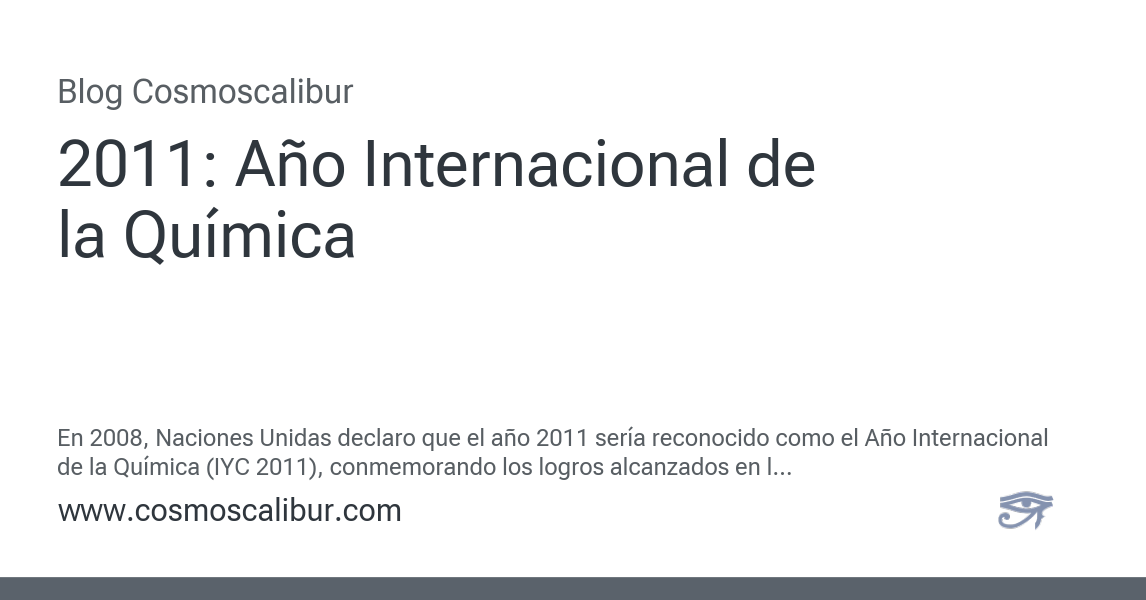 Blog Cosmoscalibur
2011: Año Internacional de
la Química
En 2008, Naciones Unidas declaro que el año 2011 sería reconocido como el Año Internacional
de la Química (IYC 2011), conmemorando los logros alcanzados en l...
www.cosmoscalibur.com